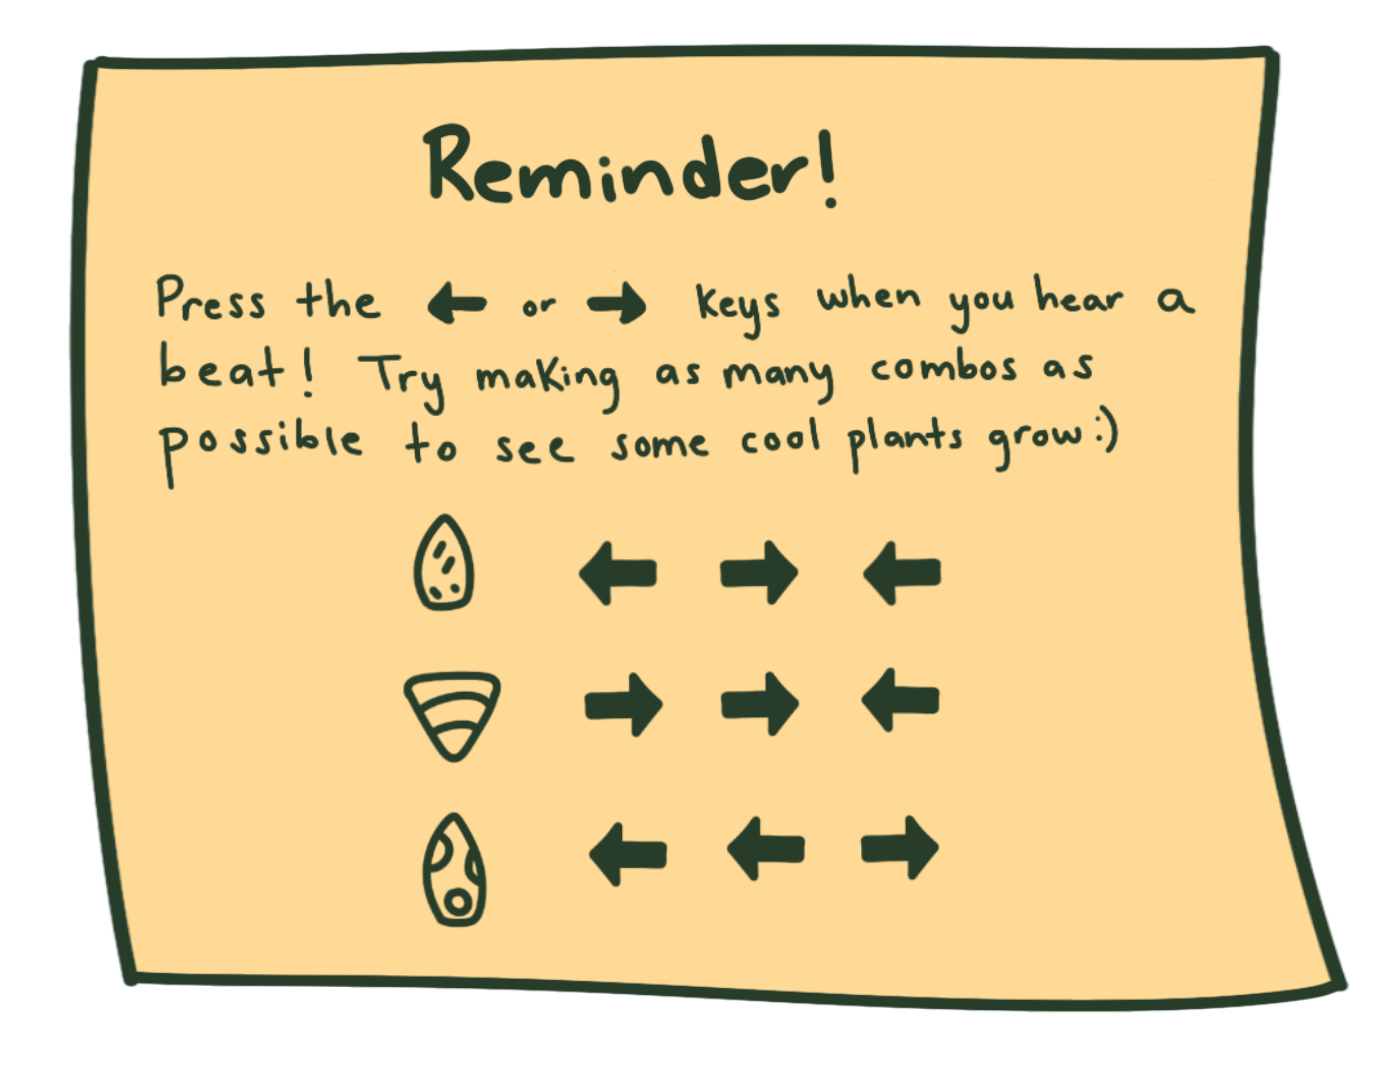 Reminder!
Press the ← or → keys when you hear a
beat! Try making as many combos as
possible to see some cool plants grow :)
← → ←
→ → ←
← ← →